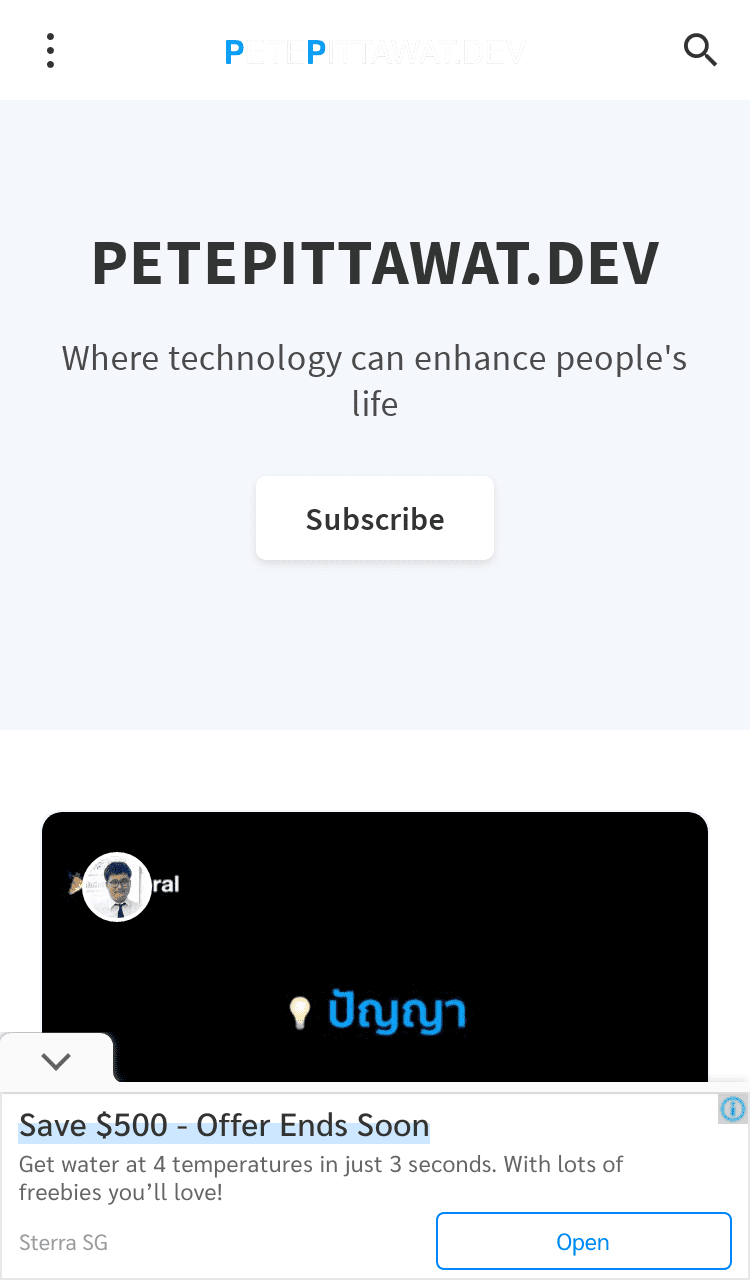 PETEPITTAWAT.DEV
PETEPITTAWAT.DEV
Where technology can enhance people's
life
Subscribe
ral
ปัญญา
Save $500 - Offer Ends Soon
Get water at 4 temperatures in just 3 seconds. With lots of
freebies you’ll love!
Sterra SG
Open